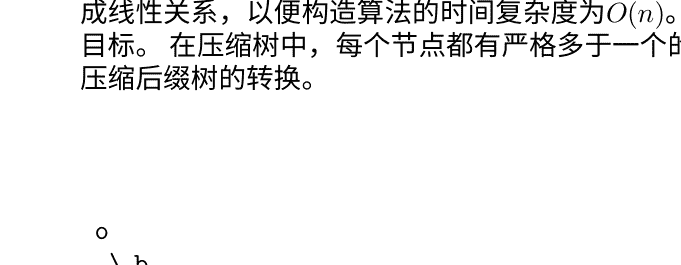 成线性关系，以便构造算法的时间复杂度为O(n)。
目标。 在压缩树中，每个节点都有严格多于一个的
压缩后缀树的转换。
o
\ b